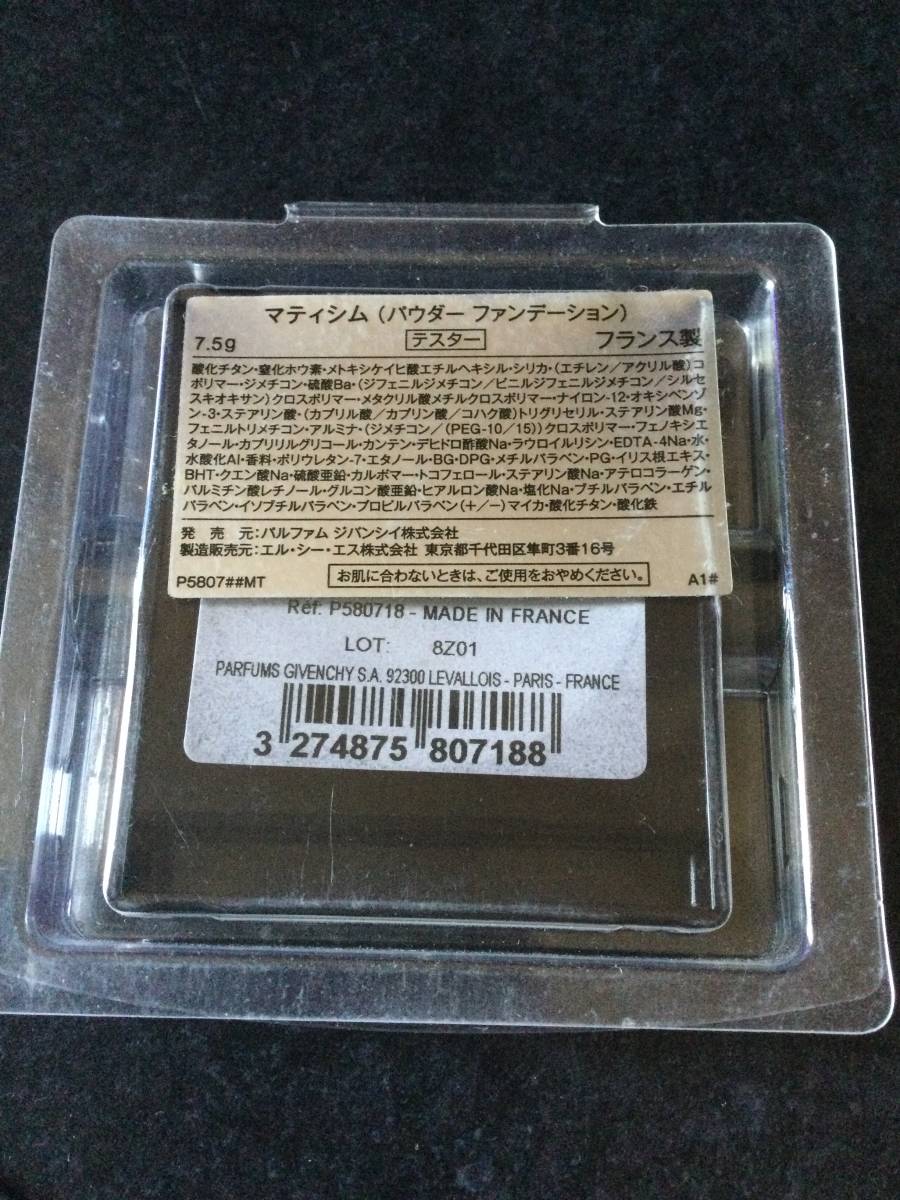 マティシム（パウダー ファンデーション）
7.5g テスター フランス製
酸化チタン・窒化ホウ素・メトキシケイヒ酸エチルヘキシル・シリカ・（エチレン／アクリル酸）コ
ポリマー・ジメチコン・硫酸Ba・（ジフェニルジメチコン／ビニルジフェニルジメチコン／シルセ
スキオキサン）クロスポリマー・メタクリル酸メチルクロスポリマー・ナイロン-12・オキシベンゾ
ン-3・ステアリン酸・（カプリル酸／カプリン酸／コハク酸）トリグリセリル・ステアリン酸Mg・
フェニルトリメチコン・アルミナ・（ジメチコン／（PEG-10／15））クロスポリマー・フェノキシエ
タノール・カプリリルグリコール・カンテン・デヒドロ酢酸Na・ラウロイルリシン・EDTA-4Na・水・
水酸化Al・香料・ポリウレタン-7・エタノール・BG・DPG・メチルパラベン・PG・イリス根エキス・
BHT・クエン酸Na・硫酸亜鉛・カルボマー・トコフェロール・ステアリン酸Na・アテロコラーゲン・
パルミチン酸レチノール・グルコン酸亜鉛・ヒアルロン酸Na・塩化Na・ブチルパラベン・エチル
パラベン・イソブチルパラベン・プロピルパラベン（+／−）マイカ・酸化チタン・酸化鉄
発 売 元：パルファム ジバンシイ株式会社
製造販売元：エル・シー・エス株式会社 東京都千代田区隼町3番16号
P5807##MT お肌に合わないときは、ご使用をおやめください。 A1#
Réf: P580718 - MADE IN FRANCE
LOT: 8Z01
PARFUMS GIVENCHY S.A. 92300 LEVALLOIS - PARIS - FRANCE
3 274875 807188